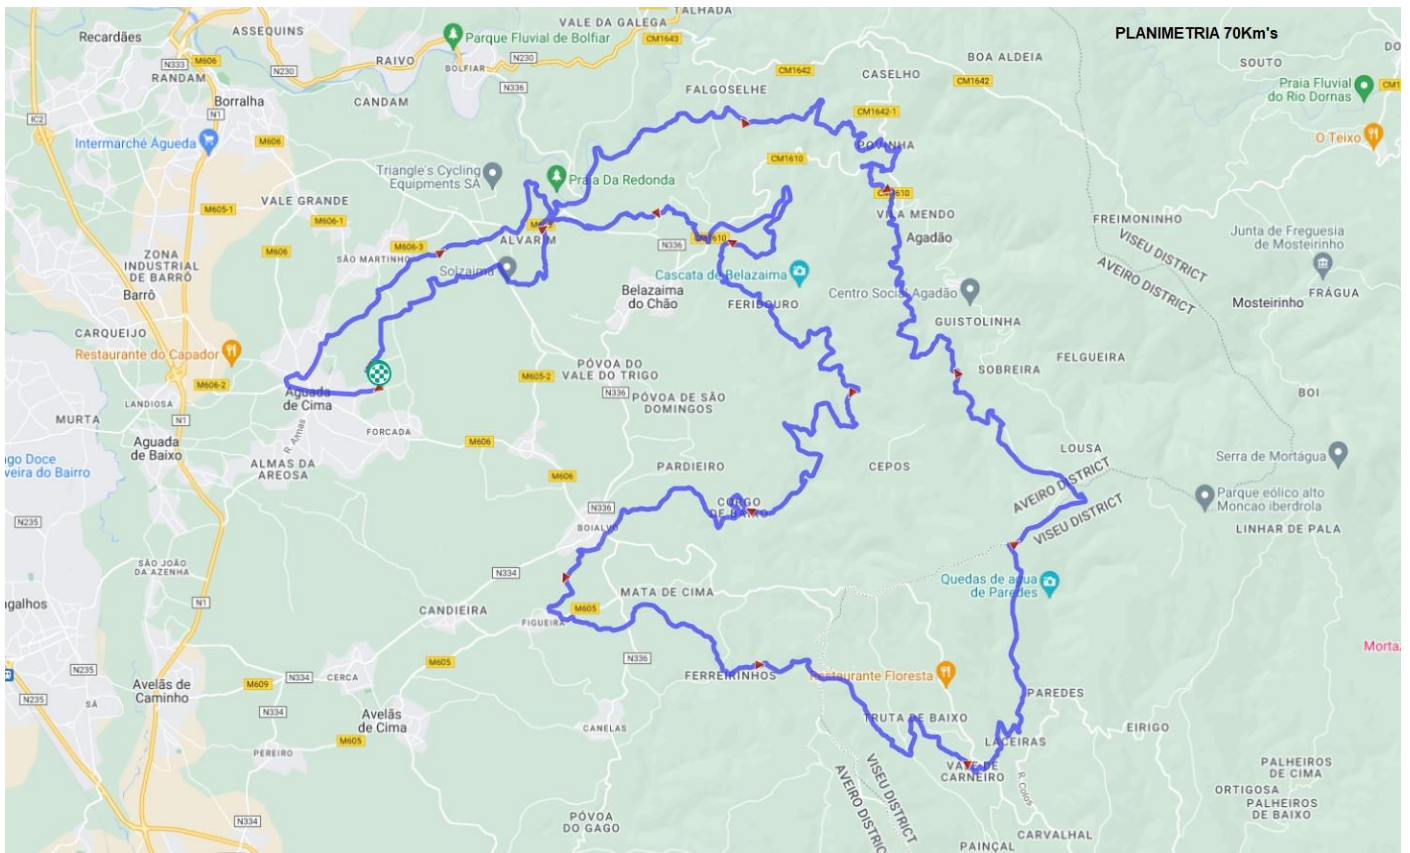 PLANIMETRIA 70Km's
TALHADA
VALE DA GALEGA
Recardães
ASSEQUINS
Parque Fluvial de Bolfiar
CM1643
BOLFIAR
N230
N230
N333
M606
RANDAM
RAIVO
N336
CM1642
CASELHO
BOA ALDEIA
CM1642
SOUTO
Praia Fluvial
do Rio Dornas
Borralha
CANDAM
FALGOSELHE
N1
IC2
CM1642-1
O Teixo
Intermarché Águeda
M606
POVINHA
CM1610
Triangle's Cycling
Equipments SA
Praia Da Redonda
VALE GRANDE
M605-1
M606-1
CM1610
VILA MENDO
FREIMONINHO
ALVARIM
N336
CM1610
Agadão
VISEU DISTRICT
AVEIRO DISTRICT
Junta de Freguesia
de Mosteirinho
M606
M606-3
SÃO MARTINHO
ZONA
INDUSTRIAL
DE BARRÔ
Barrô
Solzaima
Cascata de Belazaima
Belazaima
do Chão
FERIDOURO
Centro Social Agadão
FRÁGUA
Mosteirinho
GUISTOLINHA
CARQUEIJO
Restaurante do Capador
PÓVOA DO
VALE DO TRIGO
FELGUEIRA
SOBREIRA
M605-2
M606-2
N336
BOI
Aguada
de Cima
LANDIOSA
PÓVOA DE SÃO
DOMINGOS
MURTA
N1
R. Almas
FORCADA
Aguada
de Baixo
M606
LOUSA
ALMAS DA
AREOSA
PARDIEIRO
CEPOS
Serra de Mortágua
M606
AVEIRO DISTRICT
VISEU DISTRICT
Parque eólico alto
Moncao iberdrola
N336
CORGO
DE BAIXO
N235
BOIALVO
LINHAR DE PALA
SÃO JOÃO
DA AZENHA
N334
Quedas de agua
de Paredes
MATA DE CIMA
N1
CANDIEIRA
M605
FIGUEIRA
N336
N235
M605
N334
CERCA
FERREIRINHOS
Restaurante Floresta
N235
SÁ
Avelãs de
Caminho
M609
PAREDES
N334
Avelãs
de Cima
TRUTA DE BAIXO
CANELAS
EIRIGO
M605
LACEIRAS
PEREIRO
VALE DE
CARNEIRO
PALHEIROS
DE CIMA
R. Colos
AVEIRO DISTRICT
VISEU DISTRICT
ORTIGOSA
PALHEIROS
DE BAIXO
N334
PÓVOA
DO GAGO
CARVALHAL
PAINÇAL